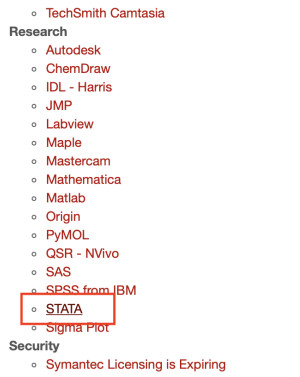 TechSmith Camtasia
Research
Autodesk
ChemDraw
IDL - Harris
JMP
Labview
Maple
Mastercam
Mathematica
Matlab
Origin
PyMOL
QSR - NVivo
SAS
SPSS from IBM
STATA
Sigma Plot
Security
Symantec Licensing is Expiring